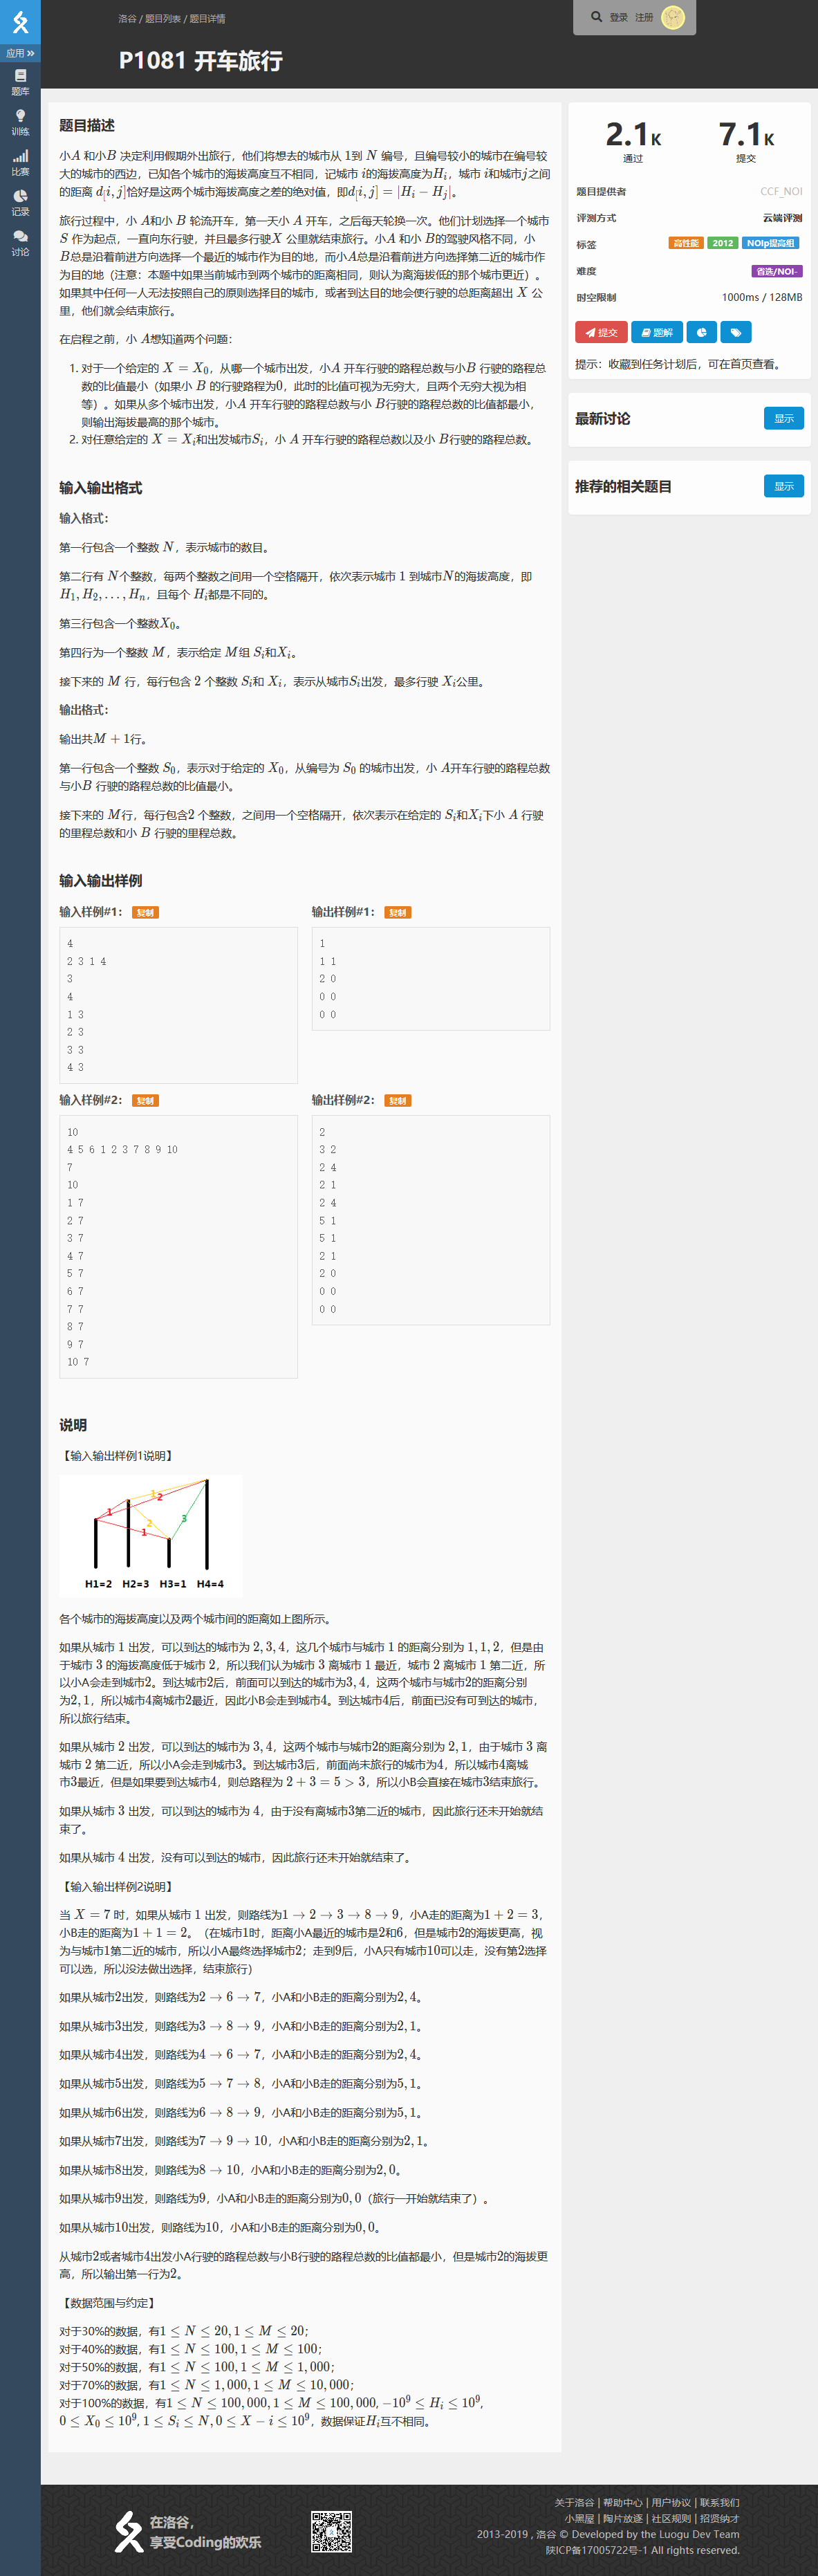 洛谷 / 题目列表 / 题目详情
登录 注册
P1081 开车旅行
应用
题库
训练
比赛
记录
讨论
题目描述
小A 和小B 决定利用假期外出旅行，他们将想去的城市从 1到 N 编号，且编号较小的城市在编号较
大的城市的西边，已知各个城市的海拔高度互不相同，记城市 i的海拔高度为H_i，城市 i和城市j之间
的距离 d[i, j]恰好是这两个城市海拔高度之差的绝对值，即d[i, j] = |H_i − H_j|。
旅行过程中，小 A和小 B 轮流开车，第一天小 A 开车，之后每天轮换一次。他们计划选择一个城市
S 作为起点，一直向东行驶，并且最多行驶X 公里就结束旅行。小A 和小 B的驾驶风格不同，小
B总是沿着前进方向选择一个最近的城市作为目的地，而小A总是沿着前进方向选择第二近的城市作
为目的地（注意：本题中如果当前城市到两个城市的距离相同，则认为离海拔低的那个城市更近）。
如果其中任何一人无法按照自己的原则选择目的城市，或者到达目的地会使行驶的总距离超出 X 公
里，他们就会结束旅行。
在启程之前，小 A想知道两个问题：
1. 对于一个给定的 X = X_0，从哪一个城市出发，小A 开车行驶的路程总数与小B 行驶的路程总
数的比值最小（如果小 B 的行驶路程为0，此时的比值可视为无穷大，且两个无穷大视为相
等）。如果从多个城市出发，小A 开车行驶的路程总数与小 B行驶的路程总数的比值都最小，
则输出海拔最高的那个城市。
2. 对任意给定的 X = X_i和出发城市S_i，小 A 开车行驶的路程总数以及小 B行驶的路程总数。
输入输出格式
输入格式：
第一行包含一个整数 N，表示城市的数目。
第二行有 N个整数，每两个整数之间用一个空格隔开，依次表示城市 1 到城市N的海拔高度，即
H_1, H_2, . . . , H_n，且每个 H_i都是不同的。
第三行包含一个整数X_0。
第四行为一个整数 M，表示给定 M组 S_i和X_i。
接下来的 M 行，每行包含 2 个整数 S_i和 X_i，表示从城市S_i出发，最多行驶 X_i公里。
输出格式：
输出共M + 1行。
第一行包含一个整数 S_0，表示对于给定的 X_0，从编号为 S_0 的城市出发，小 A开车行驶的路程总数
与小B 行驶的路程总数的比值最小。
接下来的 M行，每行包含2 个整数，之间用一个空格隔开，依次表示在给定的 S_i和X_i下小 A 行驶
的里程总数和小 B 行驶的里程总数。
输入输出样例
输入样例#1： 复制
4
2 3 1 4
3
4
1 3
2 3
3 3
4 3
输出样例#1： 复制
1
1 1
2 0
0 0
0 0
输入样例#2： 复制
10
4 5 6 1 2 3 7 8 9 10
7
10
1 7
2 7
3 7
4 7
5 7
6 7
7 7
8 7
9 7
10 7
输出样例#2： 复制
2
3 2
2 4
2 1
2 4
5 1
5 1
2 1
2 0
0 0
0 0
说明
【输入输出样例1说明】
1
2
1
3
2
1
H1=2 H2=3 H3=1 H4=4
各个城市的海拔高度以及两个城市间的距离如上图所示。
如果从城市 1 出发，可以到达的城市为 2, 3, 4，这几个城市与城市 1 的距离分别为 1, 1, 2，但是由
于城市 3 的海拔高度低于城市 2，所以我们认为城市 3 离城市 1 最近，城市 2 离城市 1 第二近，所
以小A会走到城市2。到达城市2后，前面可以到达的城市为3, 4，这两个城市与城市2的距离分别
为2, 1，所以城市4离城市2最近，因此小B会走到城市4。到达城市4后，前面已没有可到达的城市，
所以旅行结束。
如果从城市 2 出发，可以到达的城市为 3, 4，这两个城市与城市2的距离分别为 2, 1，由于城市 3 离
城市 2 第二近，所以小A会走到城市3。到达城市3后，前面尚未旅行的城市为4，所以城市4离城
市3最近，但是如果要到达城市4，则总路程为 2 + 3 = 5 > 3，所以小B会直接在城市3结束旅行。
如果从城市 3 出发，可以到达的城市为 4，由于没有离城市3第二近的城市，因此旅行还未开始就结
束了。
如果从城市 4 出发，没有可以到达的城市，因此旅行还未开始就结束了。
【输入输出样例2说明】
当 X = 7 时，如果从城市 1 出发，则路线为1 → 2 → 3 → 8 → 9，小A走的距离为1 + 2 = 3，
小B走的距离为1 + 1 = 2。（在城市1时，距离小A最近的城市是2和6，但是城市2的海拔更高，视
为与城市1第二近的城市，所以小A最终选择城市2；走到9后，小A只有城市10可以走，没有第2选择
可以选，所以没法做出选择，结束旅行）
如果从城市2出发，则路线为2 → 6 → 7，小A和小B走的距离分别为2, 4。
如果从城市3出发，则路线为3 → 8 → 9，小A和小B走的距离分别为2, 1。
如果从城市4出发，则路线为4 → 6 → 7，小A和小B走的距离分别为2, 4。
如果从城市5出发，则路线为5 → 7 → 8，小A和小B走的距离分别为5, 1。
如果从城市6出发，则路线为6 → 8 → 9，小A和小B走的距离分别为5, 1。
如果从城市7出发，则路线为7 → 9 → 10，小A和小B走的距离分别为2, 1。
如果从城市8出发，则路线为8 → 10，小A和小B走的距离分别为2, 0。
如果从城市9出发，则路线为9，小A和小B走的距离分别为0, 0（旅行一开始就结束了）。
如果从城市10出发，则路线为10，小A和小B走的距离分别为0, 0。
从城市2或者城市4出发小A行驶的路程总数与小B行驶的路程总数的比值都最小，但是城市2的海拔更
高，所以输出第一行为2。
【数据范围与约定】
对于30%的数据，有1 ≤ N ≤ 20, 1 ≤ M ≤ 20；
对于40%的数据，有1 ≤ N ≤ 100, 1 ≤ M ≤ 100；
对于50%的数据，有1 ≤ N ≤ 100, 1 ≤ M ≤ 1, 000；
对于70%的数据，有1 ≤ N ≤ 1, 000, 1 ≤ M ≤ 10, 000；
对于100%的数据，有1 ≤ N ≤ 100, 000, 1 ≤ M ≤ 100, 000, −10^9 ≤ H_i ≤ 10^9,
0 ≤ X_0 ≤ 10^9, 1 ≤ S_i ≤ N, 0 ≤ X − i ≤ 10^9，数据保证H_i互不相同。
2.1K 7.1K
通过 提交
题目提供者 CCF_NOI
评测方式 云端评测
标签 高性能 2012 NOIp提高组
难度 省选/NOI-
时空限制 1000ms / 128MB
提交 题解
提示：收藏到任务计划后，可在首页查看。
最新讨论 显示
推荐的相关题目 显示
在洛谷，
享受Coding的欢乐
关于洛谷 | 帮助中心 | 用户协议 | 联系我们
小黑屋 | 陶片放逐 | 社区规则 | 招贤纳才
2013-2019 , 洛谷 © Developed by the Luogu Dev Team
陕ICP备17005722号-1 All rights reserved.